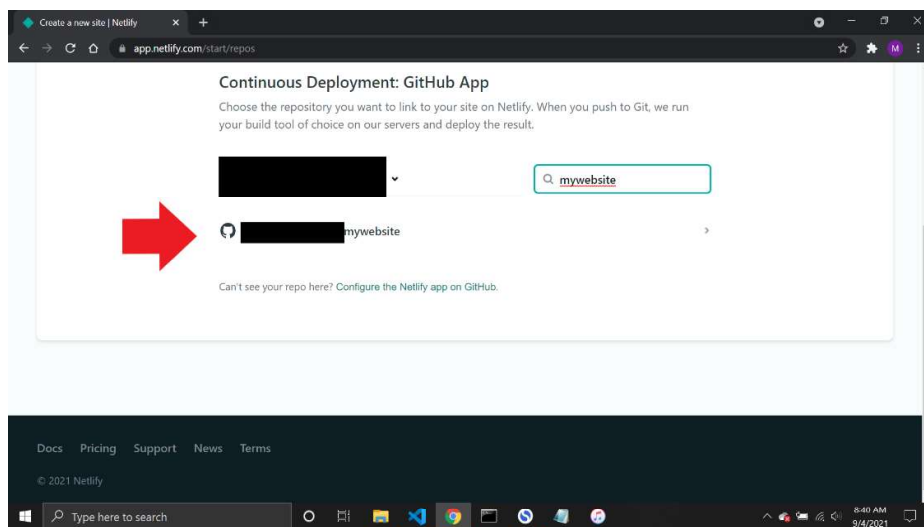 Create a new site | Netlify
app.netlify.com/start/repos
M
Continuous Deployment: GitHub App
Choose the repository you want to link to your site on Netlify. When you push to Git, we run
your build tool of choice on our servers and deploy the result.
mywebsite
mywebsite
Can't see your repo here? Configure the Netlify app on GitHub.
Docs Pricing Support News Terms
© 2021 Netlify
Type here to search
8:40 AM
9/4/2021